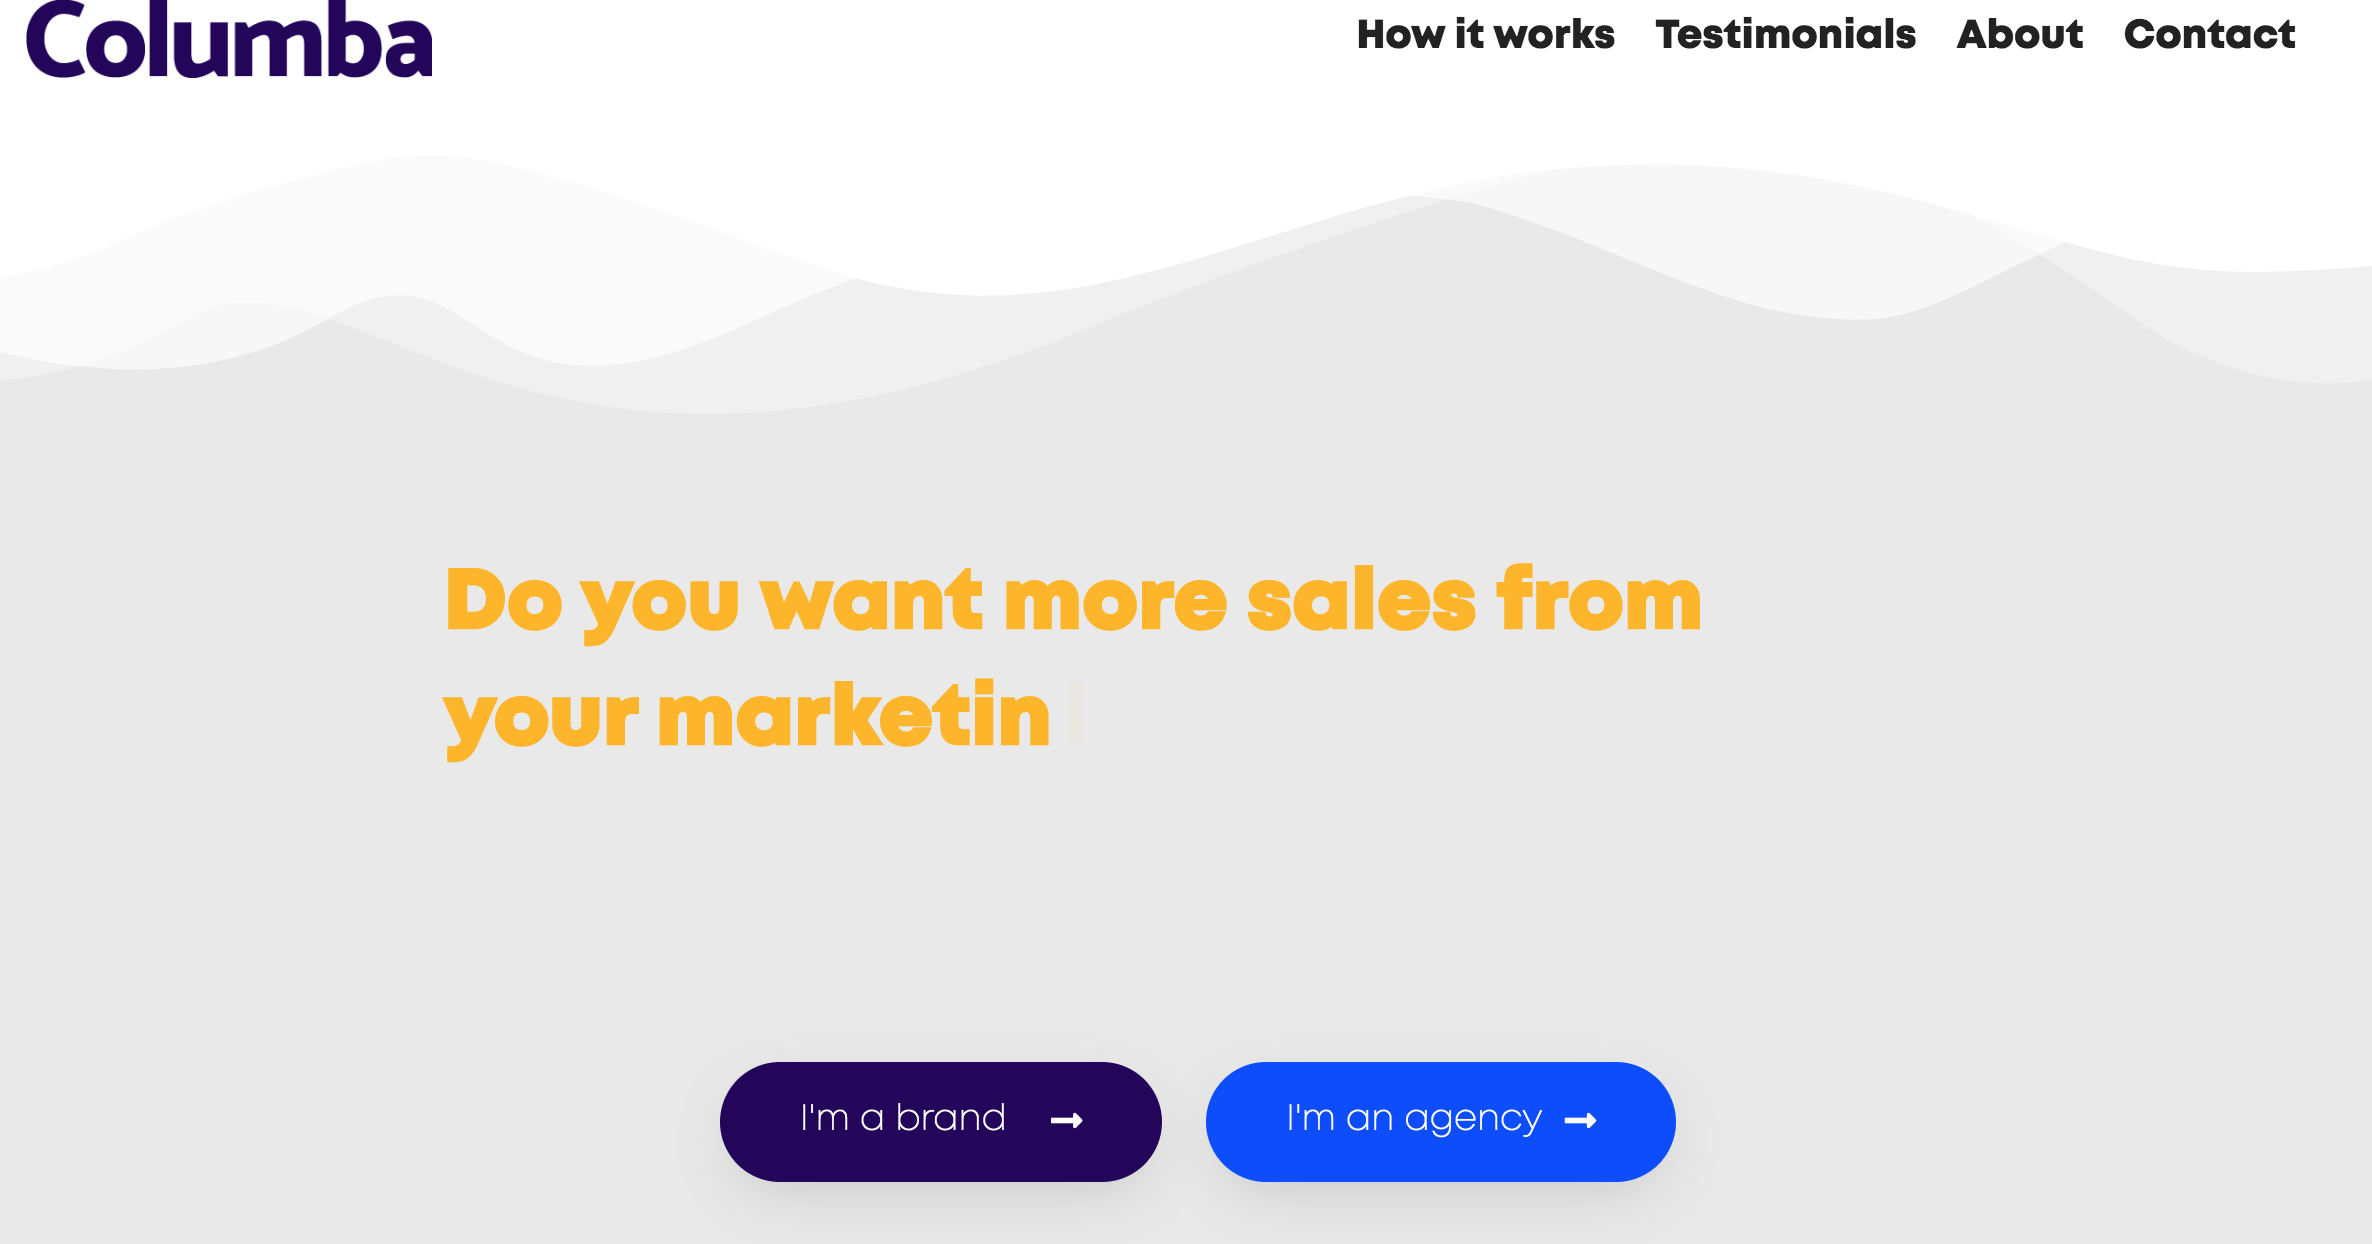 Columba
How it works Testimonials About Contact
Do you want more sales from
your marketin
I'm a brand
I'm an agency